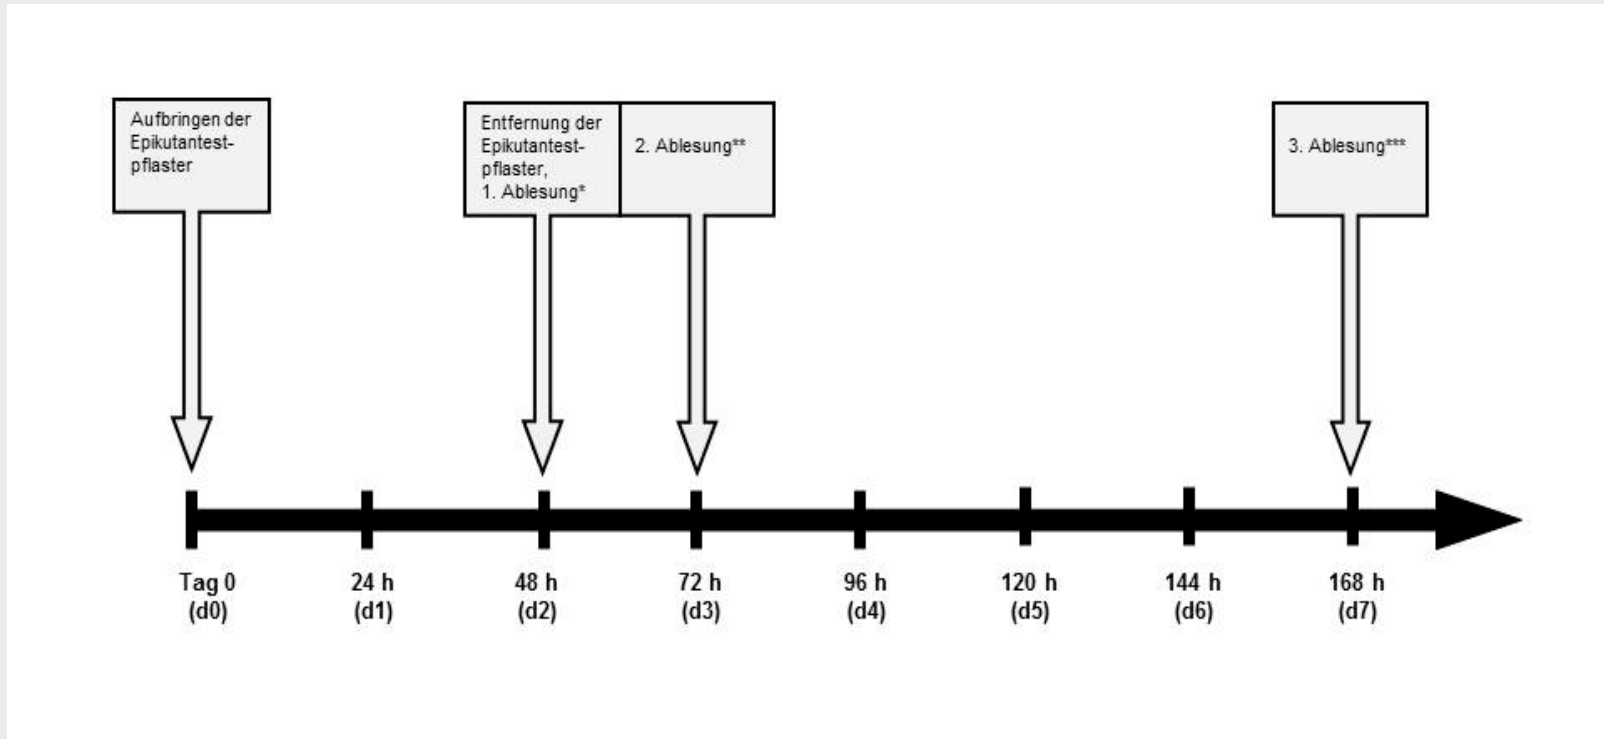 Aufbringen der
Epikutantest-
pflaster
Entfernung der
Epikutantest-
pflaster,
1. Ablesung*
2. Ablesung**
3. Ablesung***
Tag 0
(d0)
24 h
(d1)
48 h
(d2)
72 h
(d3)
96 h
(d4)
120 h
(d5)
144 h
(d6)
168 h
(d7)